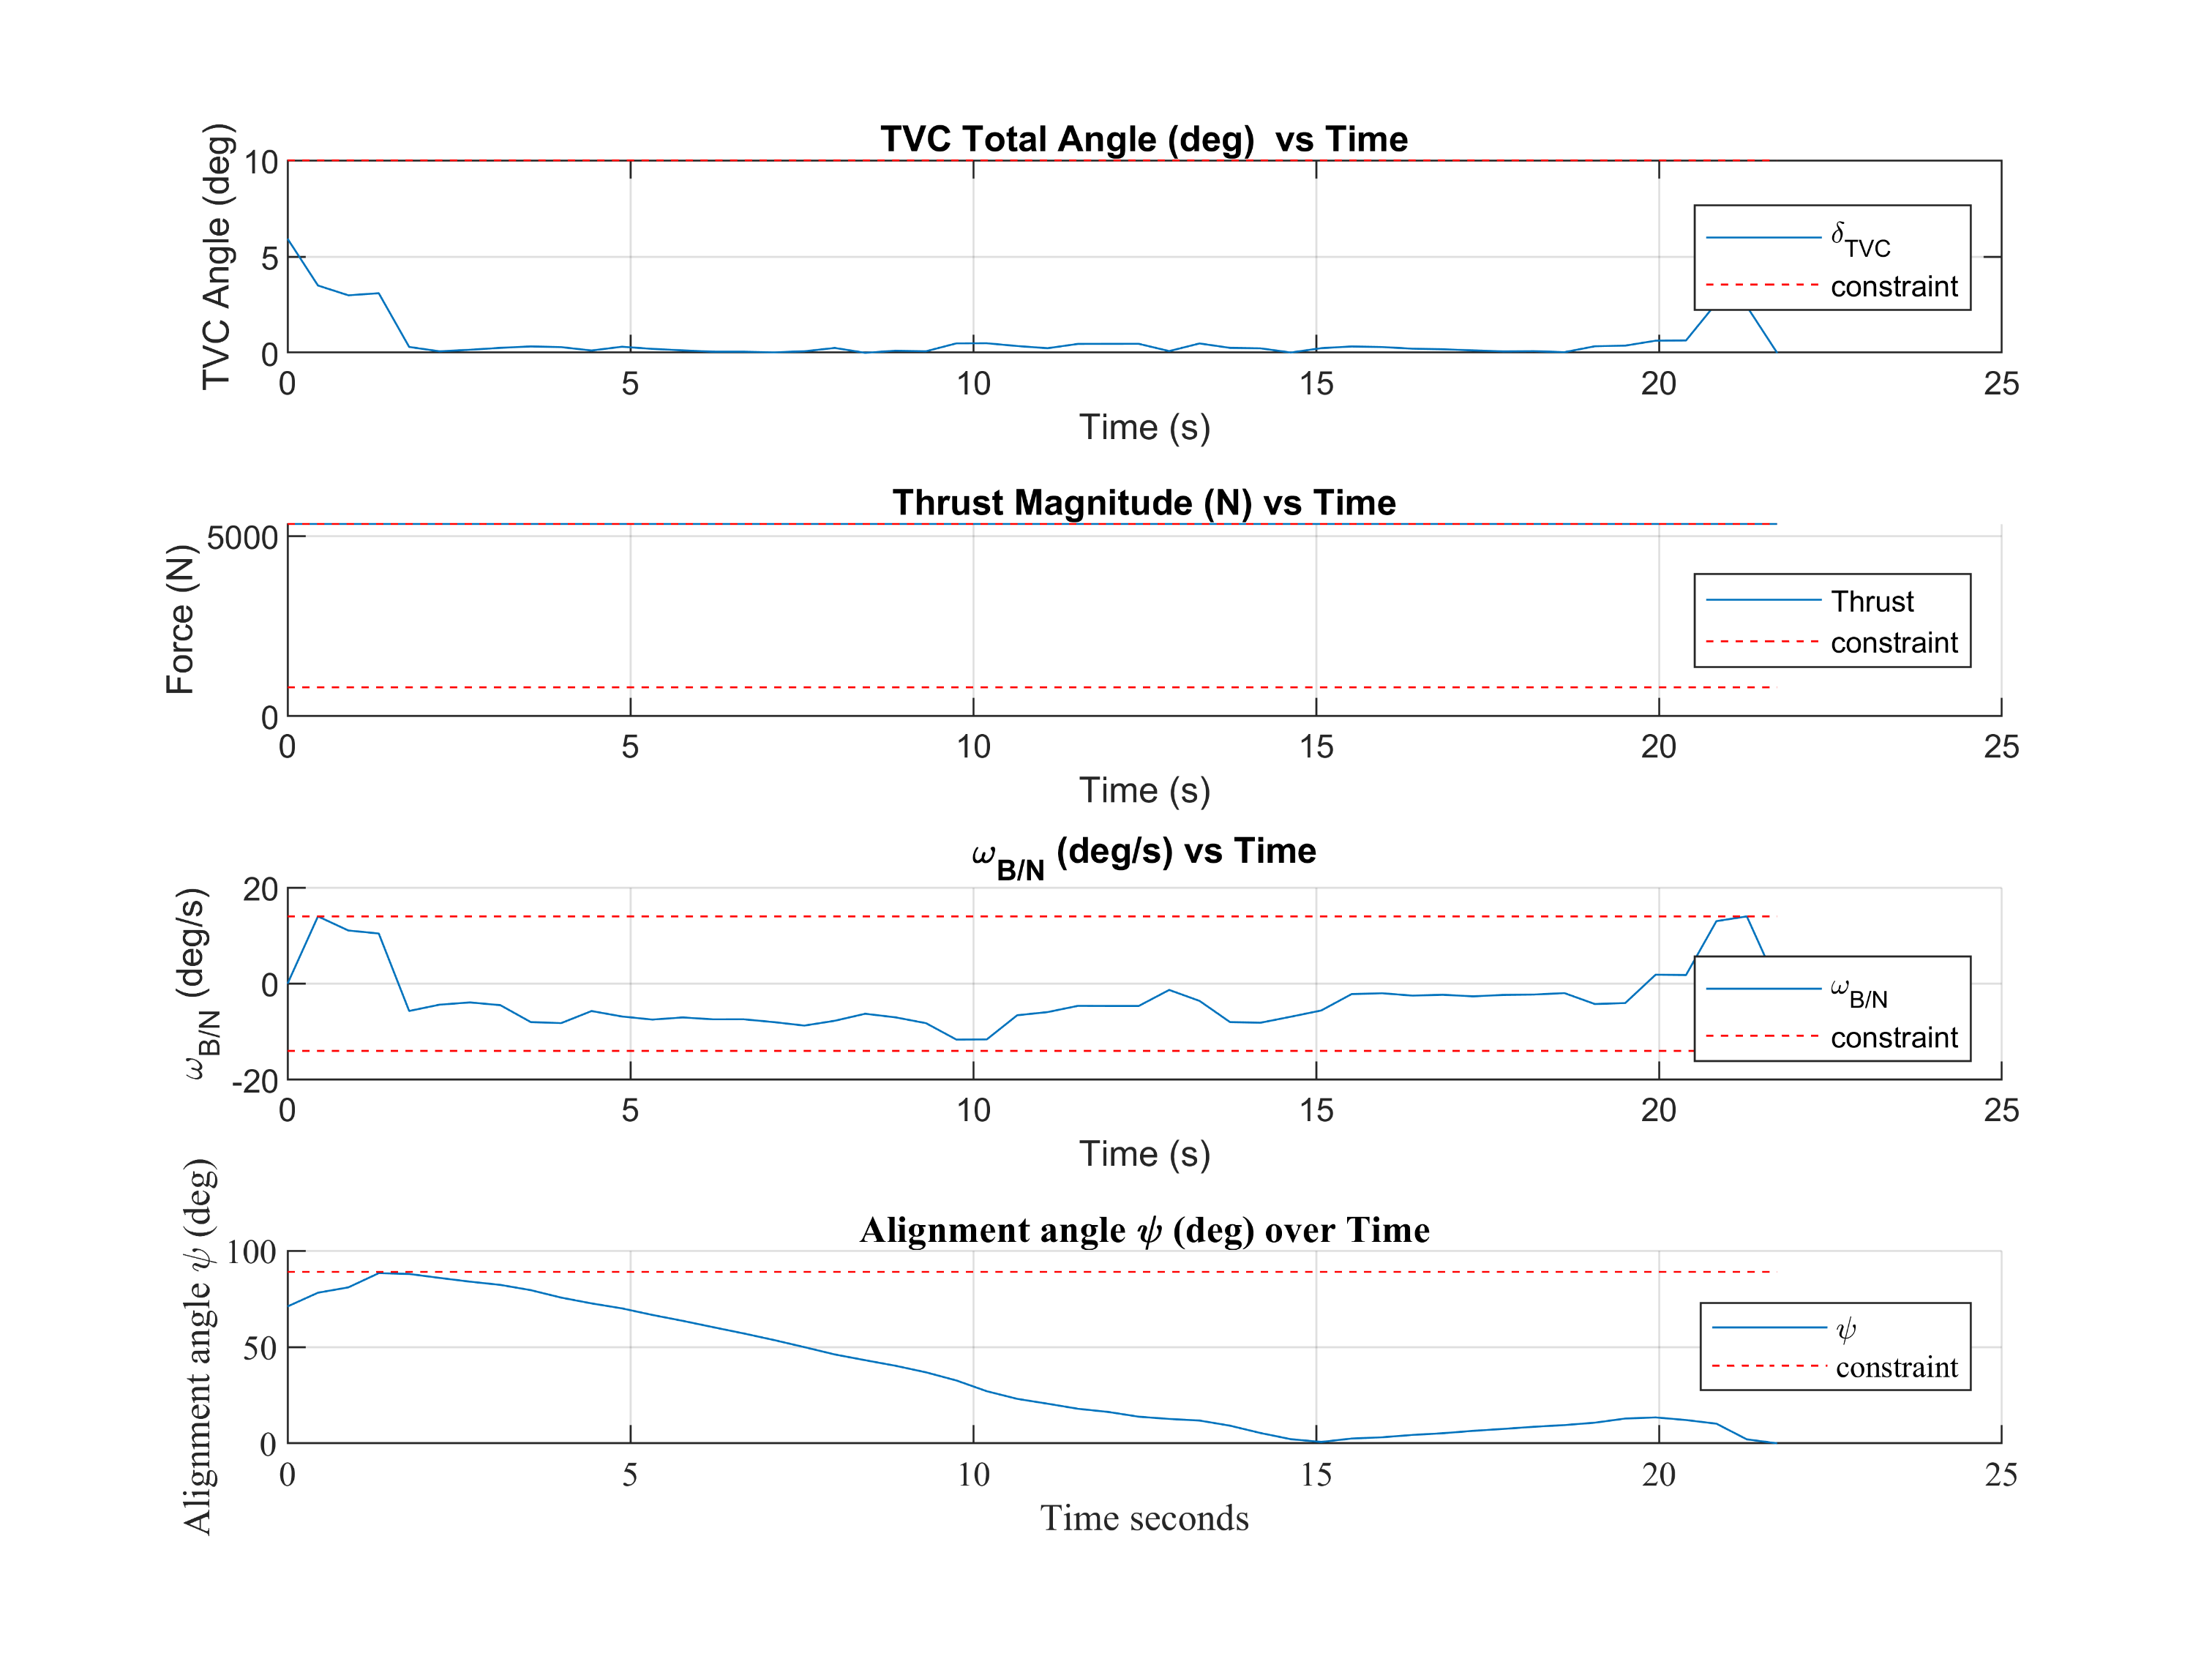 TVC Total Angle (deg)  vs Time
TVC Angle (deg)
10
5
0
0 5 10 15 20 25
Time (s)
δTVC
constraint
Thrust Magnitude (N) vs Time
Force (N)
5000
0
0 5 10 15 20 25
Time (s)
Thrust
constraint
ωB/N (deg/s) vs Time
ωB/N (deg/s)
20
0
-20
0 5 10 15 20 25
Time (s)
ωB/N
constraint
Alignment angle ψ (deg) over Time
Alignment angle ψ (deg)
100
50
0
0 5 10 15 20 25
Time seconds
ψ
constraint